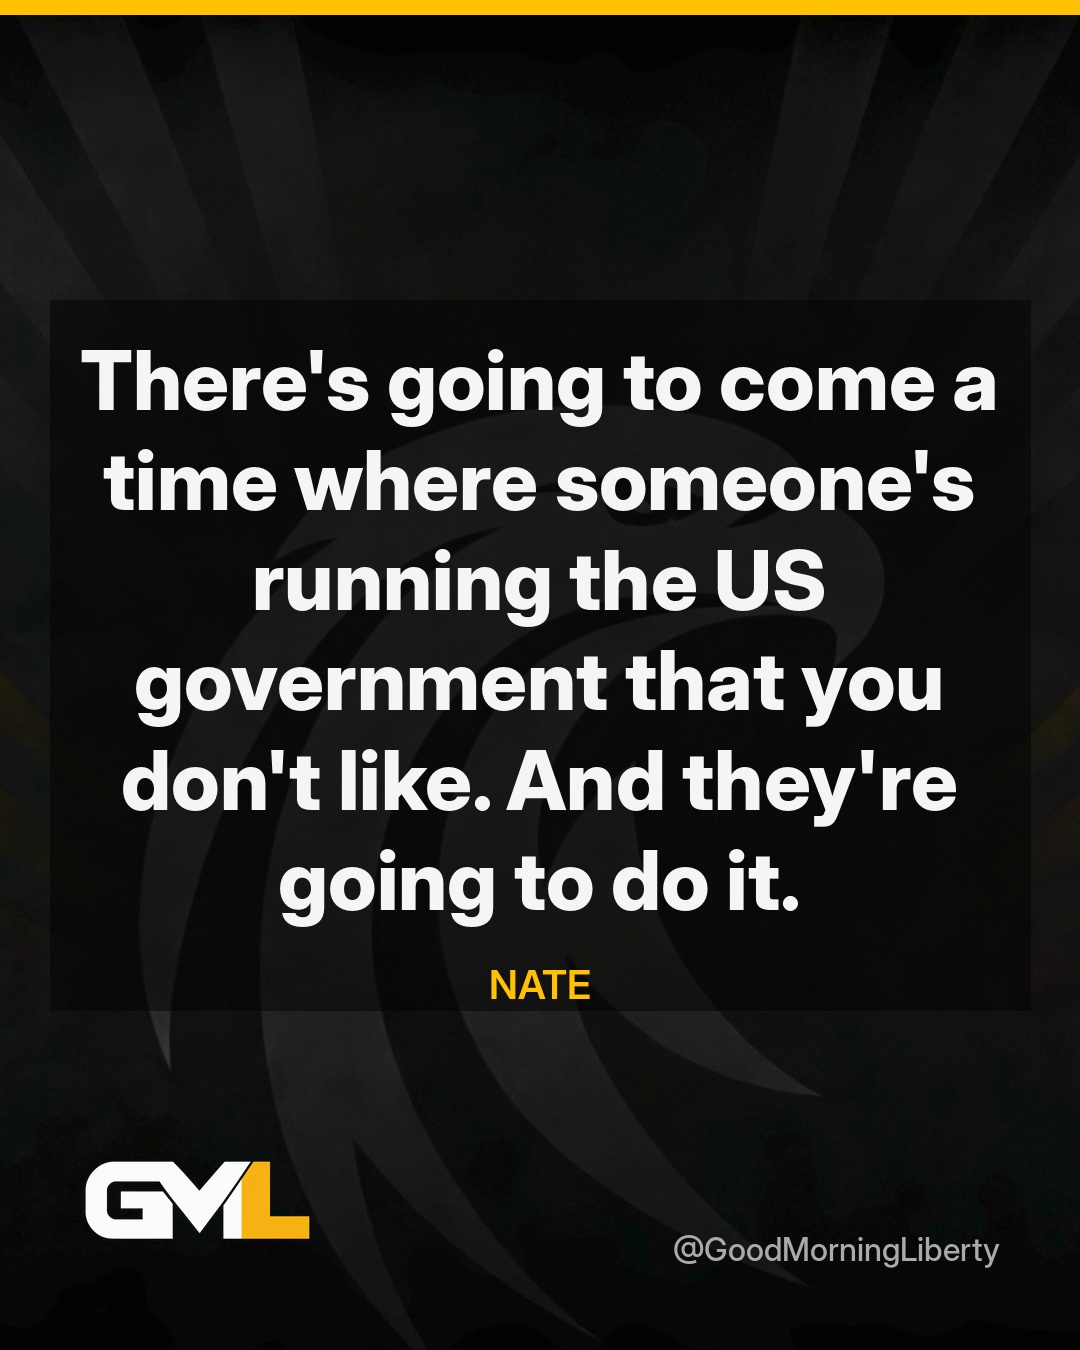 There's going to come a
time where someone's
running the US
government that you
don't like. And they're
going to do it.
NATE
GML
@GoodMorningLiberty